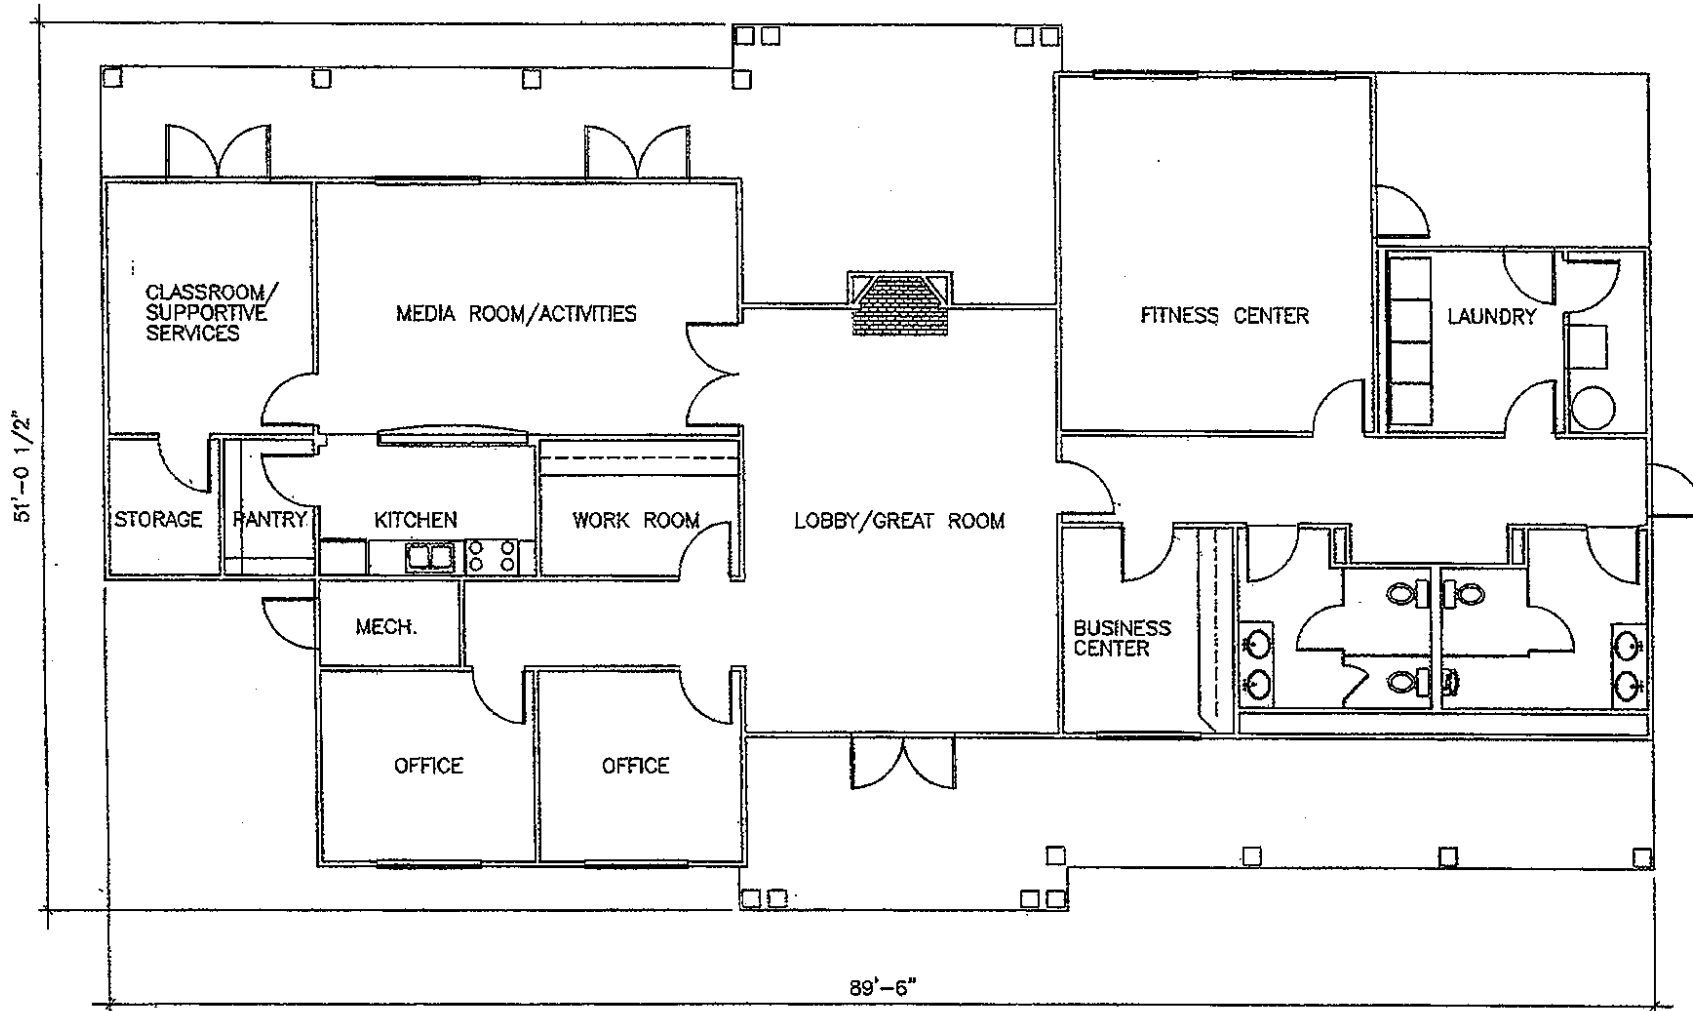 CLASSROOM/
SUPPORTIVE
SERVICES
MEDIA ROOM/ACTIVITIES
FITNESS CENTER
LAUNDRY
51'-0 1/2"
STORAGE
PANTRY
KITCHEN
WORK ROOM
LOBBY/GREAT ROOM
MECH.
BUSINESS
CENTER
OFFICE
OFFICE
89'-6"